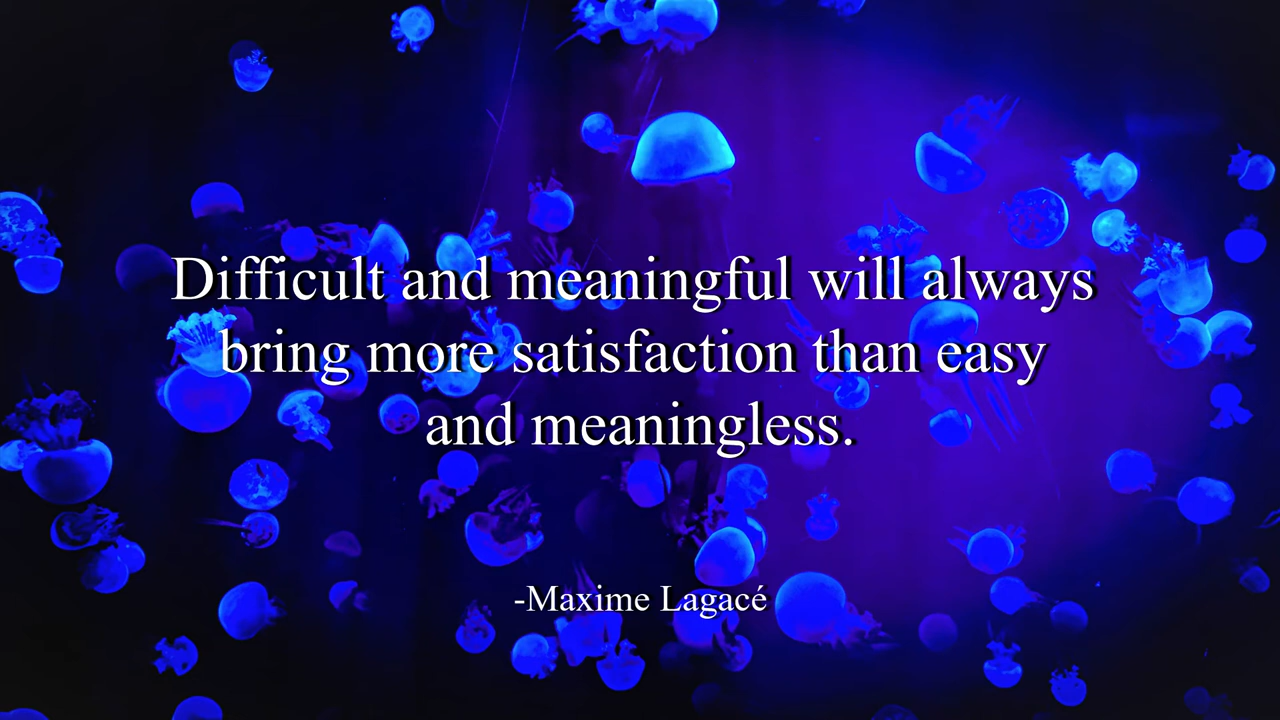 Difficult and meaningful will always
bring more satisfaction than easy
and meaningless.
-Maxime Lagacé